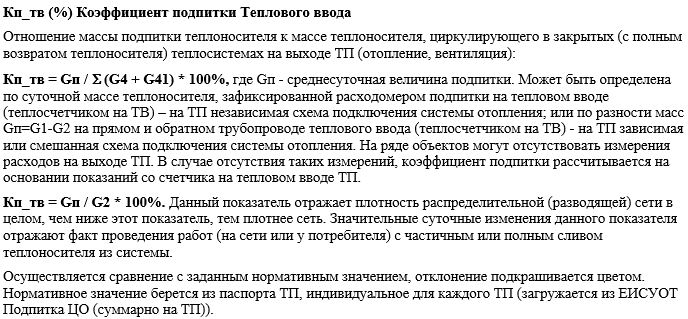 Кп_тв (%) Коэффициент подпитки Теплового ввода
Отношение массы подпитки теплоносителя к массе теплоносителя, циркулирующего в закрытых (с полным
возвратом теплоносителя) теплосистемах на выходе ТП (отопление, вентиляция):
Кп_тв = Gп / Σ (G4 + G41) * 100%, где Gп - среднесуточная величина подпитки. Может быть определена
по суточной массе теплоносителя, зафиксированной расходомером подпитки на тепловом вводе
(теплосчетчиком на ТВ) – на ТП независимая схема подключения системы отопления; или по разности масс
Gп=G1-G2 на прямом и обратном трубопроводе теплового ввода (теплосчетчиком на ТВ) - на ТП зависимая
или смешанная схема подключения системы отопления. На ряде объектов могут отсутствовать измерения
расходов на выходе ТП. В случае отсутствия таких измерений, коэффициент подпитки рассчитывается на
основании показаний со счетчика на тепловом вводе ТП.
Кп_тв = Gп / G2 * 100%. Данный показатель отражает плотность распределительной (разводящей) сети в
целом, чем ниже этот показатель, тем плотнее сеть. Значительные суточные изменения данного показателя
отражают факт проведения работ (на сети или у потребителя) с частичным или полным сливом
теплоносителя из системы.
Осуществляется сравнение с заданным нормативным значением, отклонение подкрашивается цветом.
Нормативное значение берется из паспорта ТП, индивидуальное для каждого ТП (загружается из ЕИСУОТ
Подпитка ЦО (суммарно на ТП)).